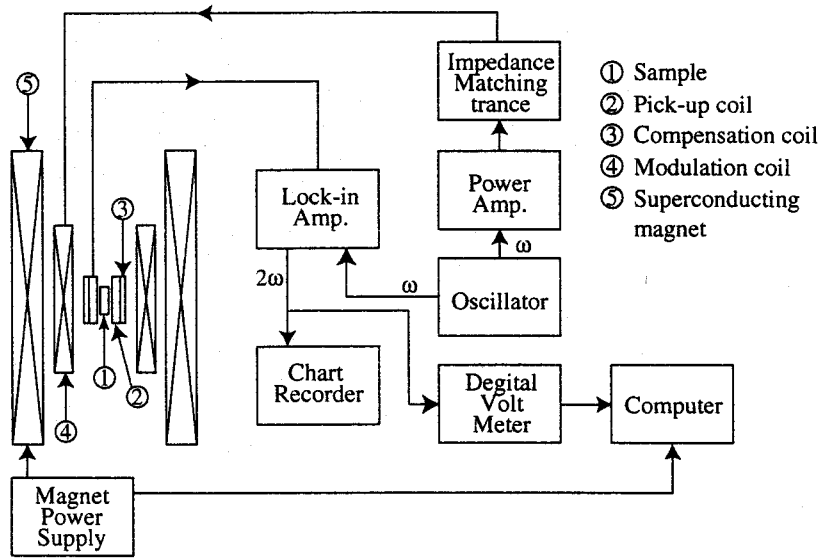 Impedance
Matching
trance
① Sample
② Pick-up coil
③ Compensation coil
④ Modulation coil
⑤ Superconducting
magnet
⑤
Lock-in
Amp.
Power
Amp.
③
ω
2ω
ω
Oscillator
①
②
④
Chart
Recorder
Degital
Volt
Meter
Computer
Magnet
Power
Supply